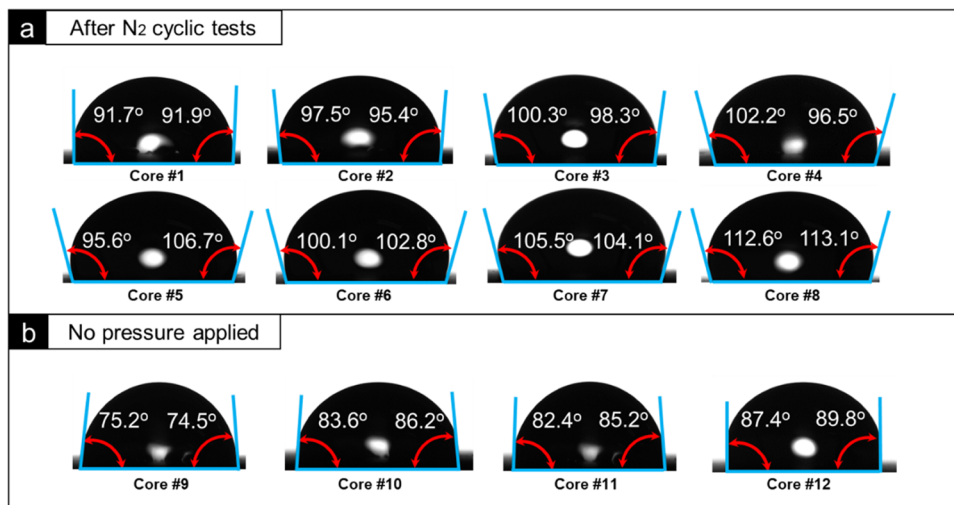 a After N2 cyclic tests
91.7º 91.9º 97.5º 95.4º 100.3º 98.3º 102.2º 96.5º
Core #1 Core #2 Core #3 Core #4
95.6º 106.7º 100.1º 102.8º 105.5º 104.1º 112.6º 113.1º
Core #5 Core #6 Core #7 Core #8
b No pressure applied
75.2º 74.5º 83.6º 86.2º 82.4º 85.2º 87.4º 89.8º
Core #9 Core #10 Core #11 Core #12